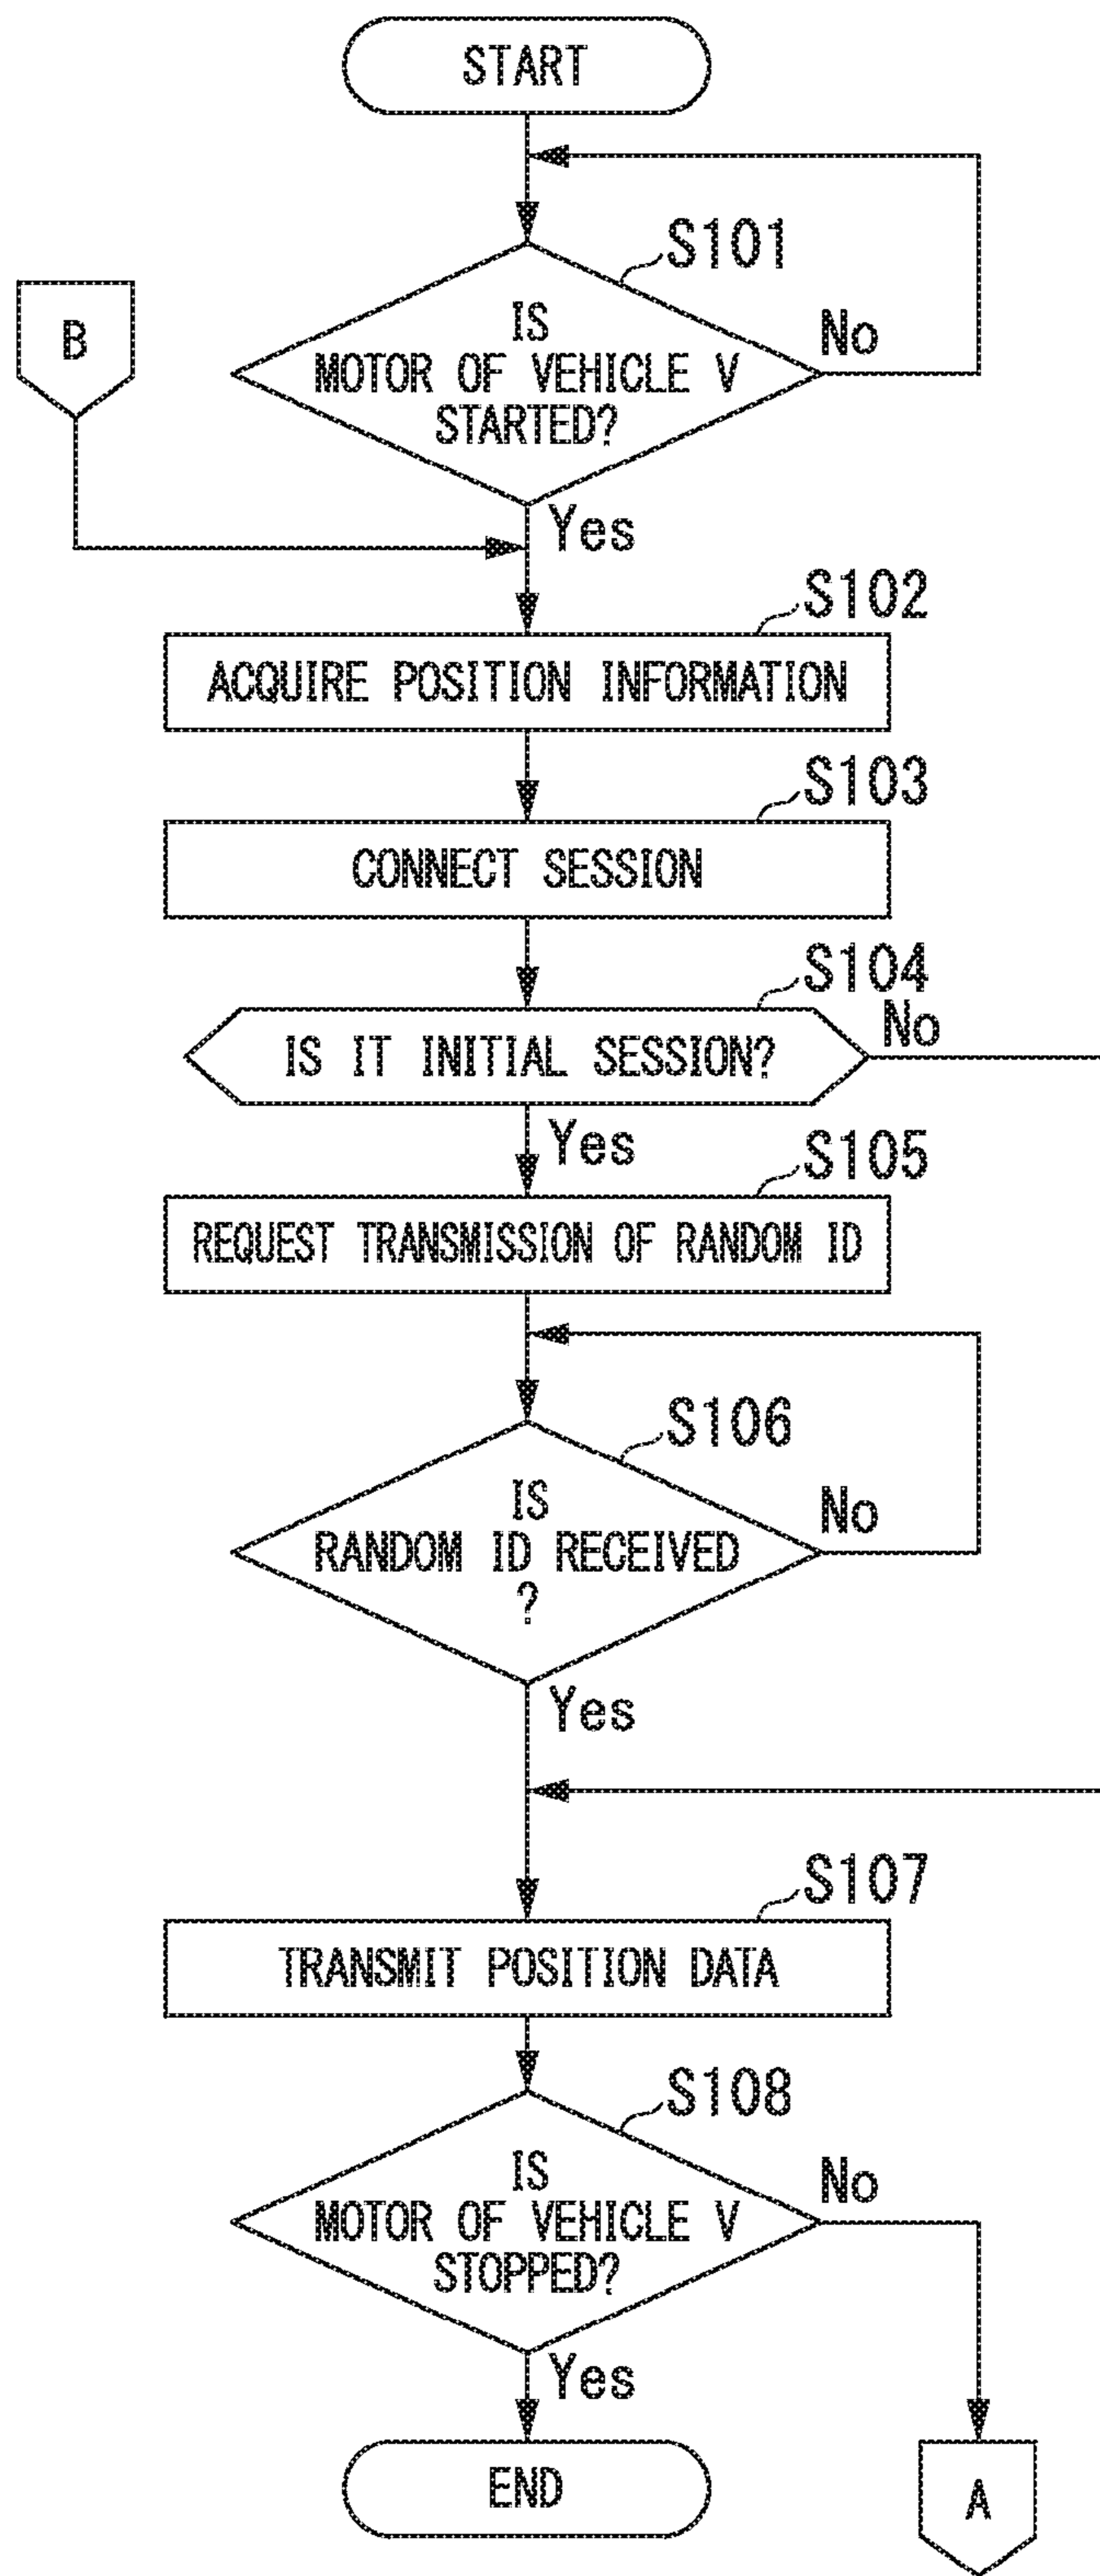 START
S101
IS
MOTOR OF VEHICLE V
STARTED?
No
B
Yes
S102
ACQUIRE POSITION INFORMATION
S103
CONNECT SESSION
S104
IS IT INITIAL SESSION?
No
Yes
S105
REQUEST TRANSMISSION OF RANDOM ID
S106
IS
RANDOM ID RECEIVED
?
No
Yes
S107
TRANSMIT POSITION DATA
S108
IS
MOTOR OF VEHICLE V
STOPPED?
No
Yes
END
A